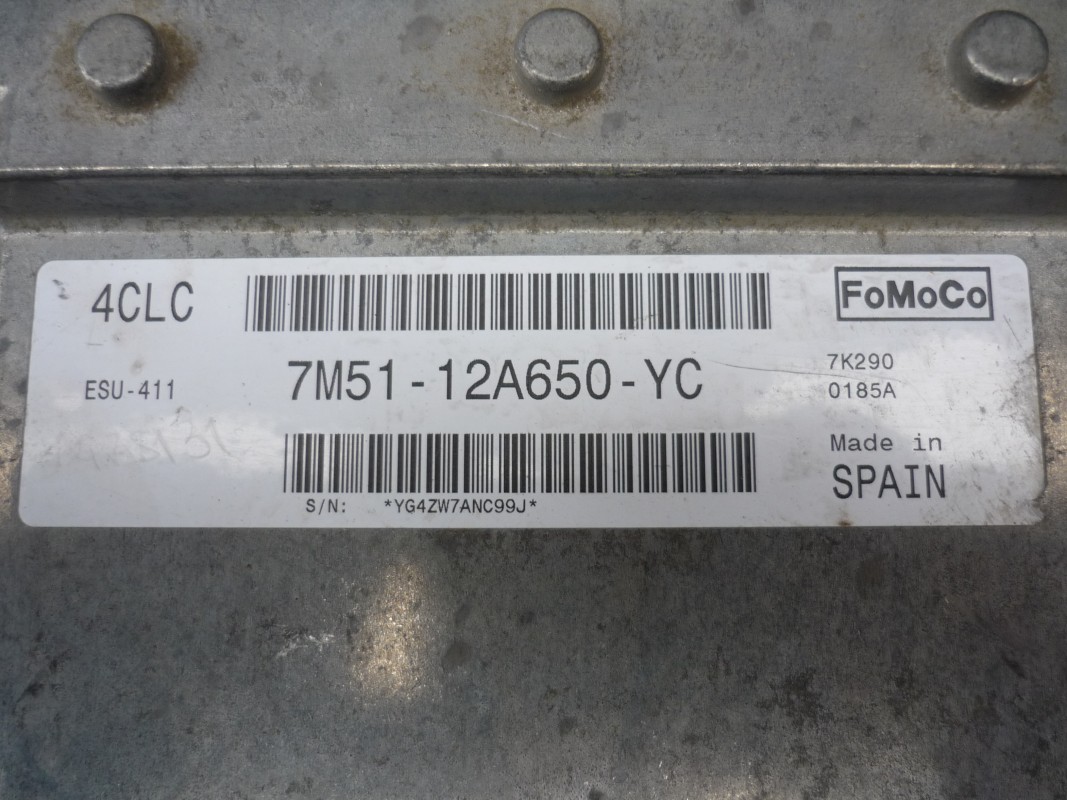 4CLC
FoMoCo
ESU-411
7M51-12A650-YC
7K290
0185A
Made in
SPAIN
S/N: *YG4ZW7ANC99J*